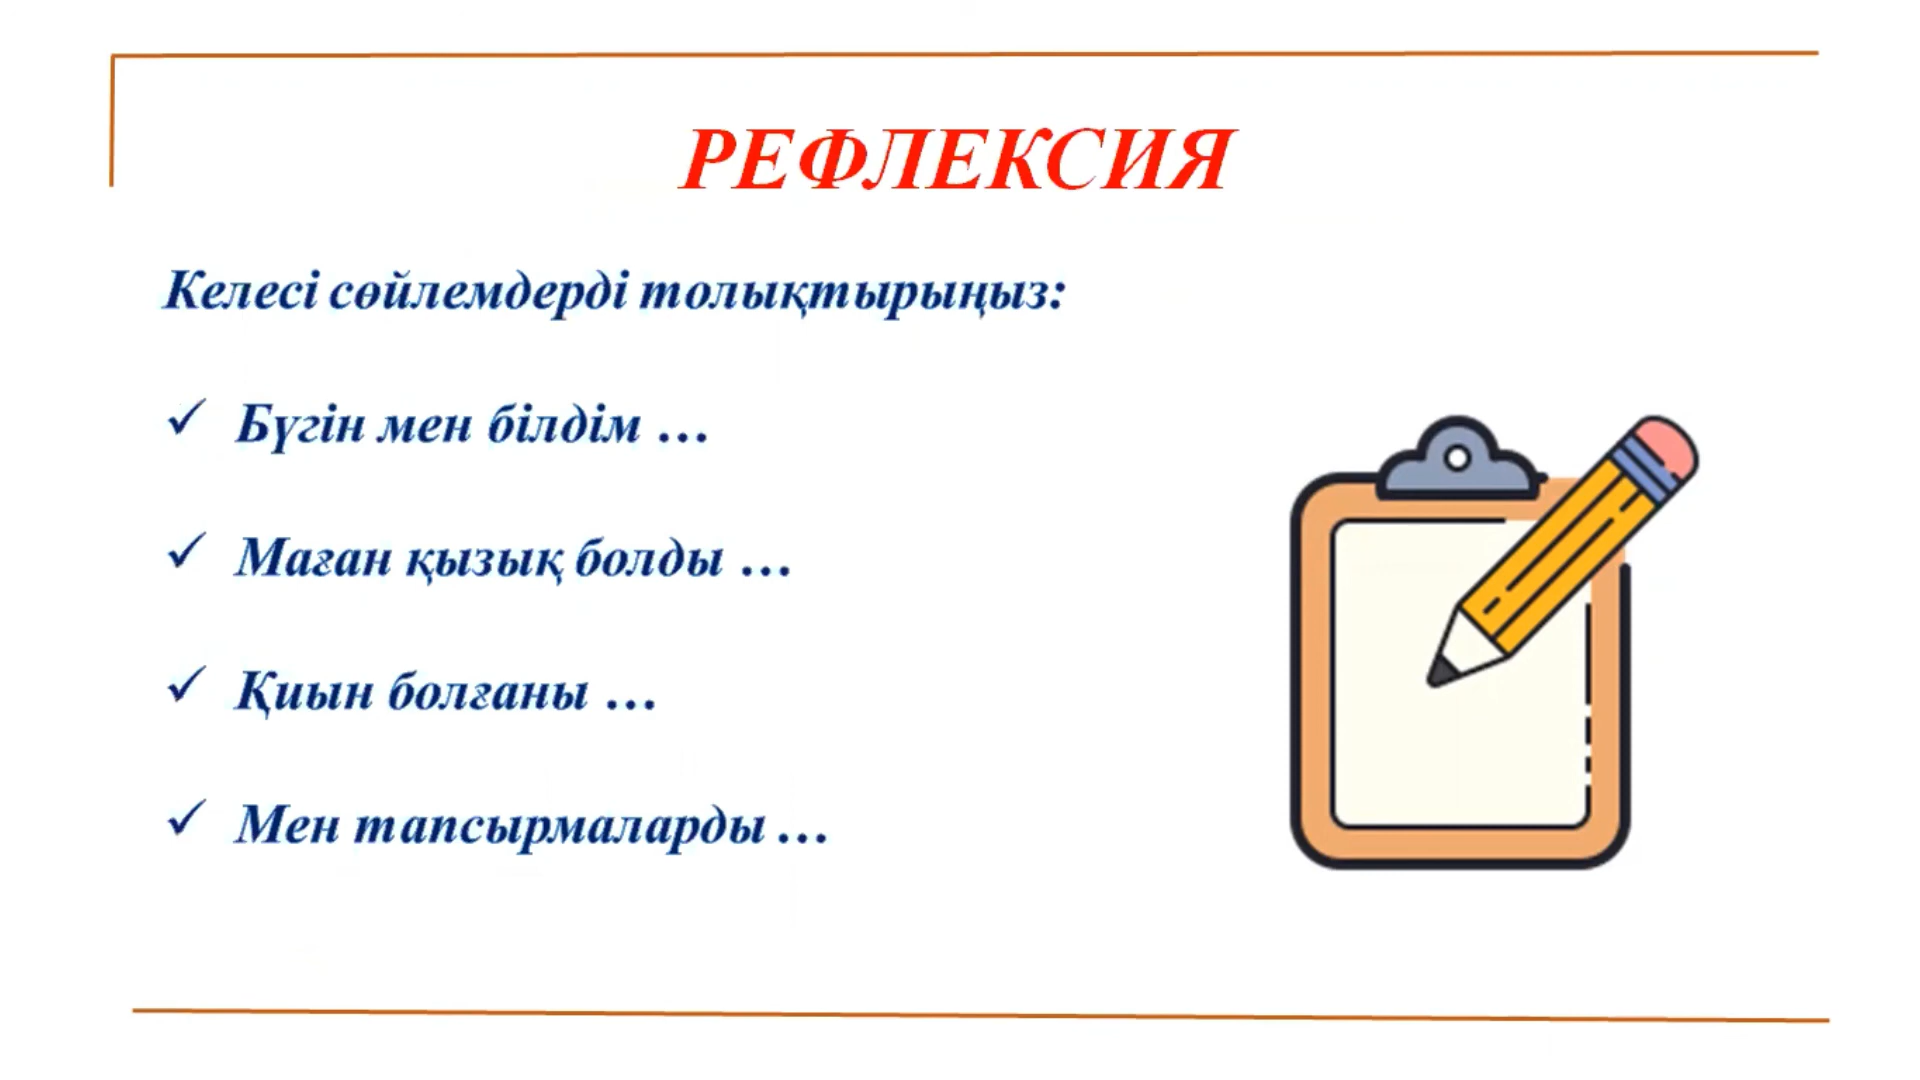 РЕФЛЕКСИЯ
Келесі сөйлемдерді толықтырыңыз:
✓ Бүгін мен білдім …
✓ Маған қызық болды …
✓ Қиын болғаны …
✓ Мен тапсырмаларды …